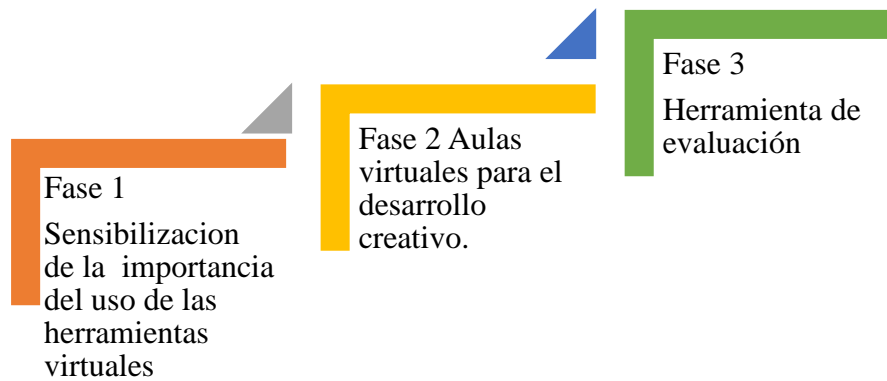 Fase 1
Sensibilizacion
de la importancia
del uso de las
herramientas
virtuales
Fase 2 Aulas
virtuales para el
desarrollo
creativo.
Fase 3
Herramienta de
evaluación